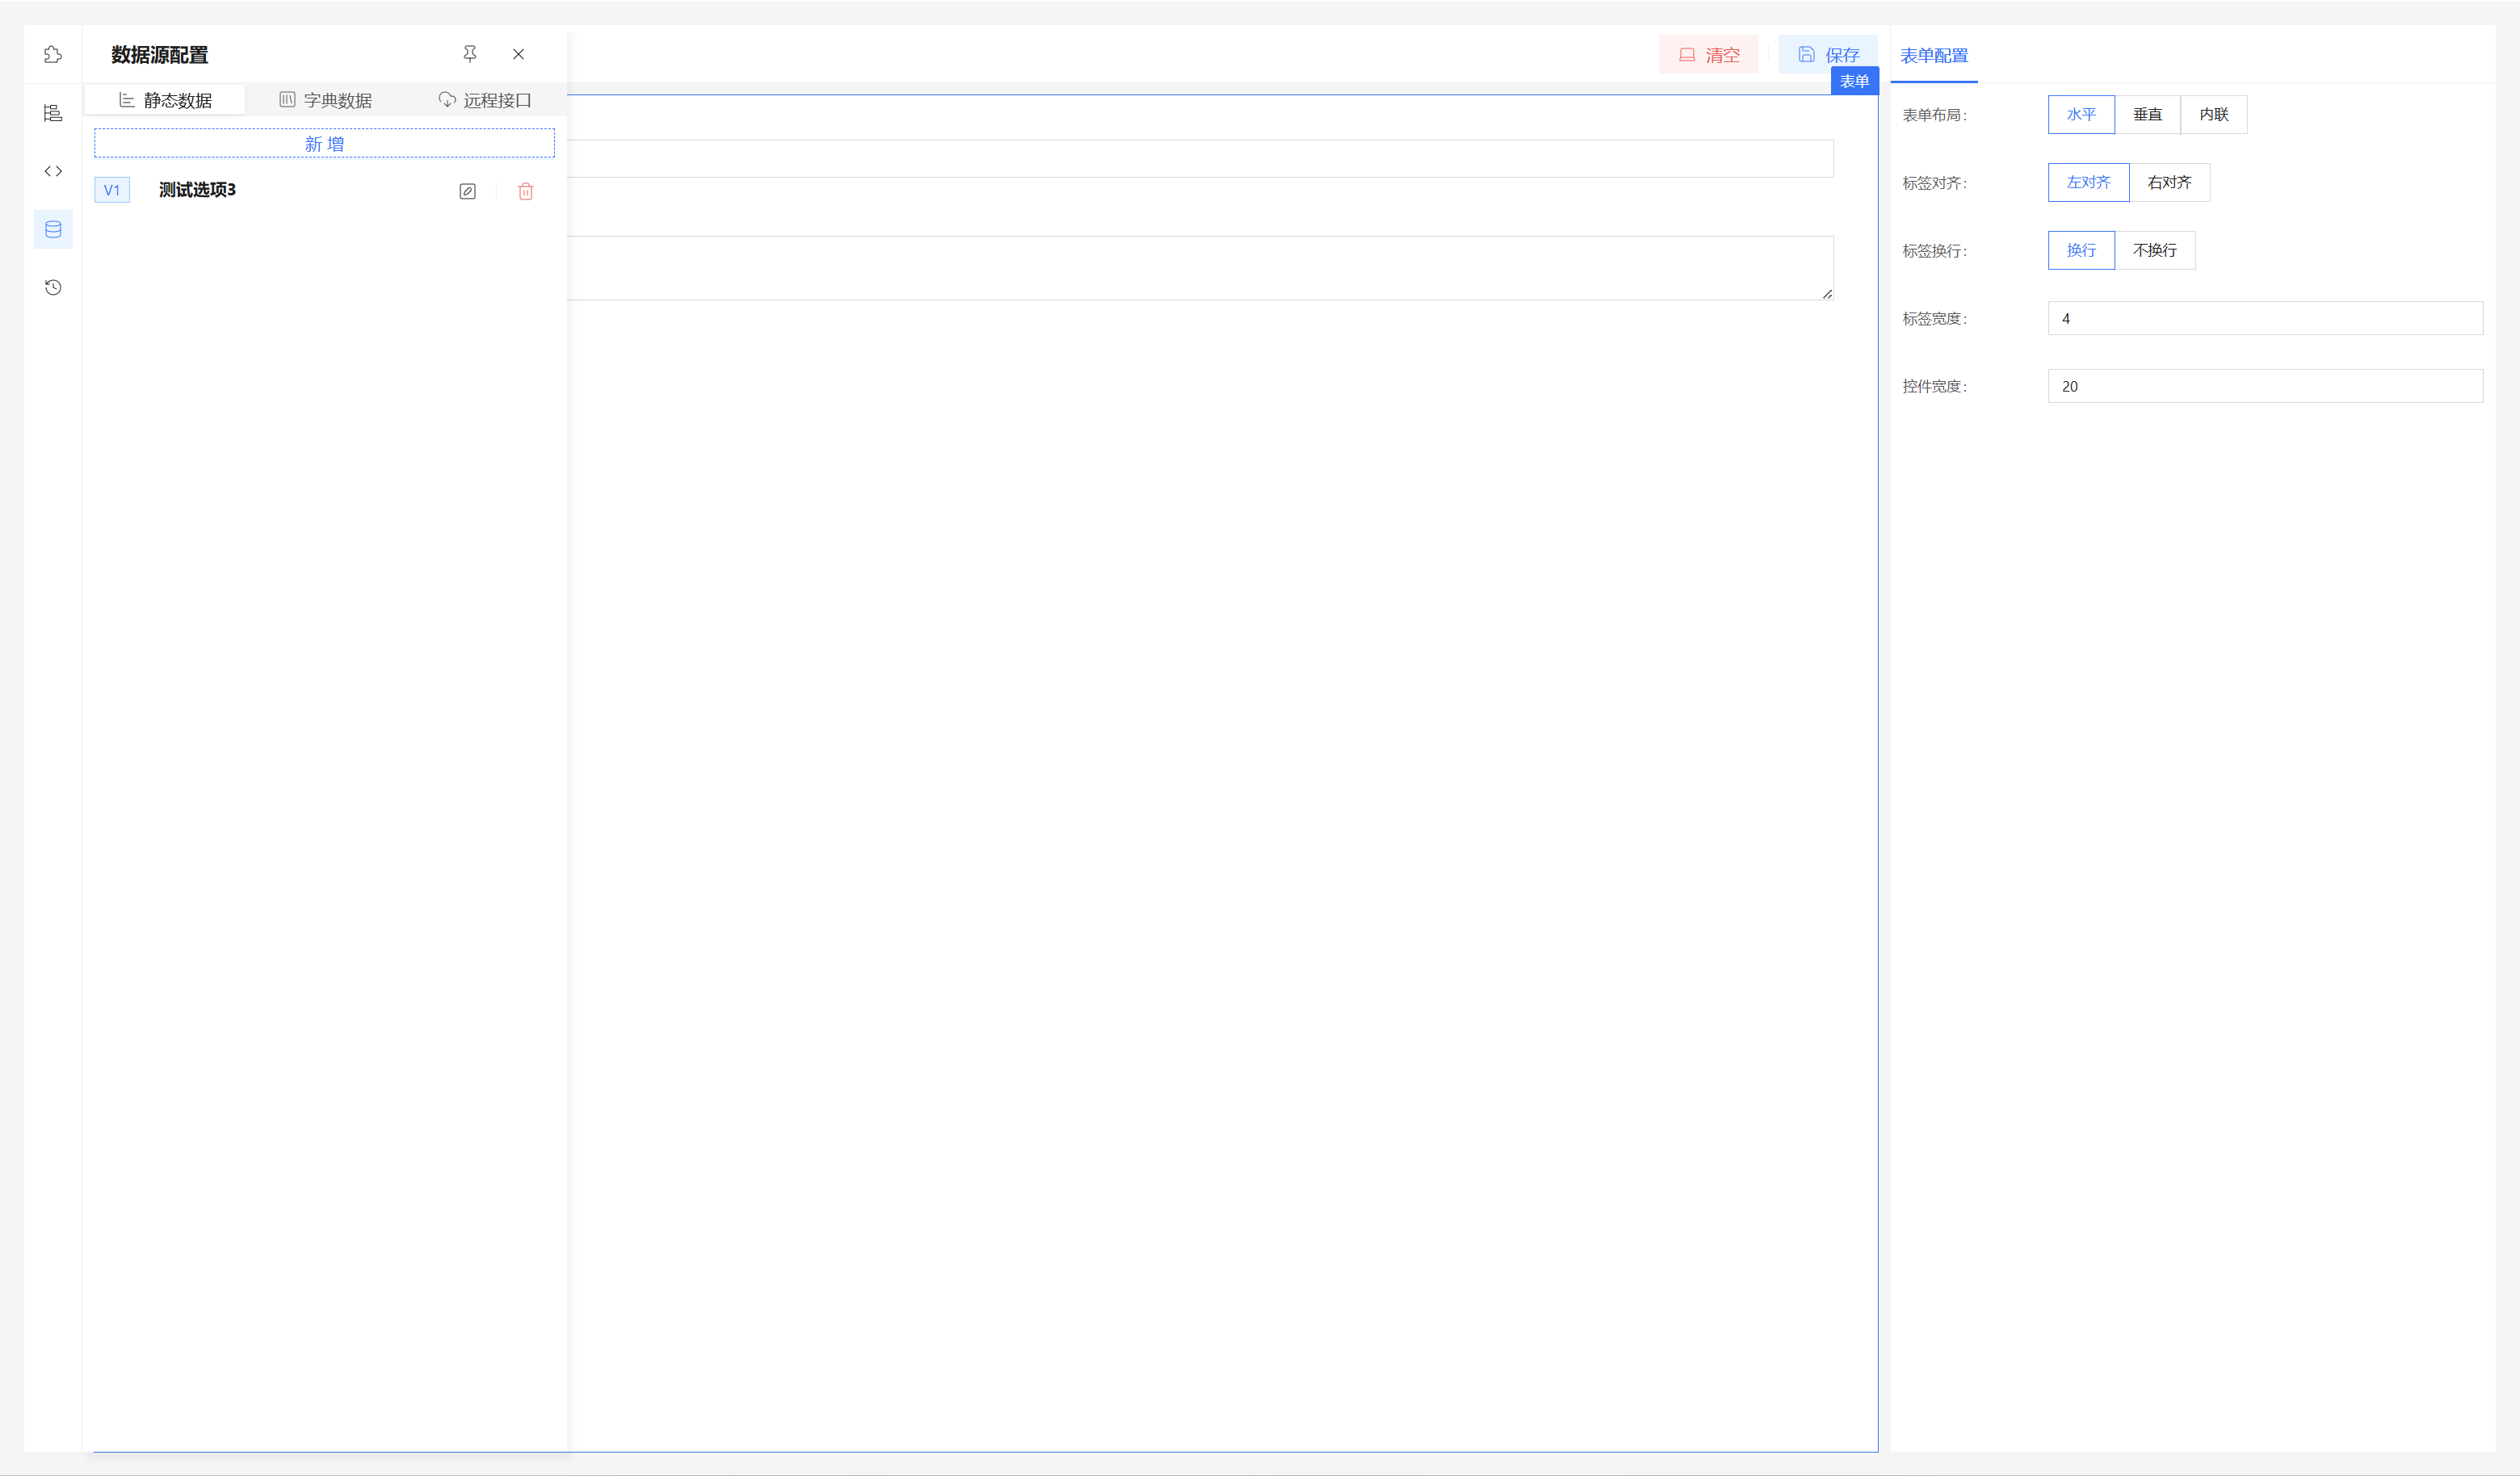 数据源配置
静态数据
字典数据
远程接口
新 增
V1
测试选项3
清空
保存
表单
表单配置
表单布局:
水平
垂直
内联
标签对齐:
左对齐
右对齐
标签换行:
换行
不换行
标签宽度:
4
控件宽度:
20